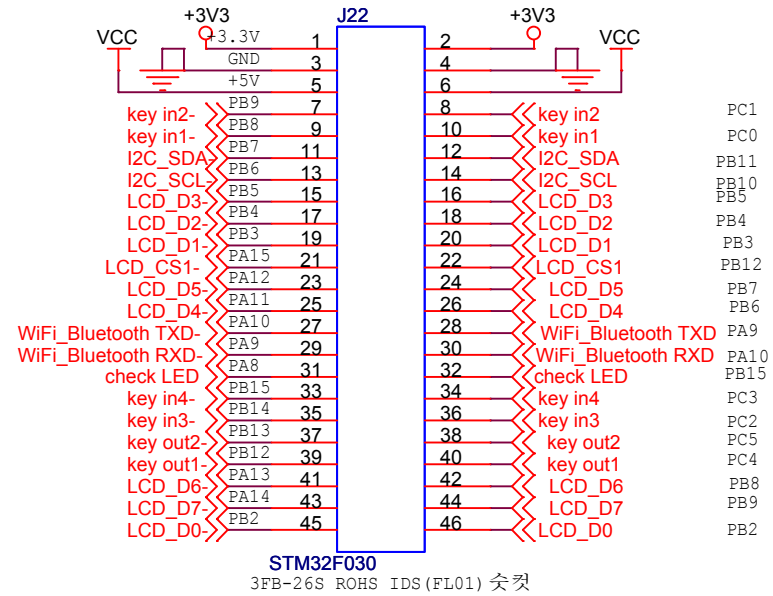 +3V3 J22 +3V3
VCC +3.3V 1 2 VCC
GND 3 4
+5V 5 6
key in2- PB9 7 8 key in2 PC1
key in1- PB8 9 10 key in1 PC0
I2C_SDA- PB7 11 12 I2C_SDA PB11
I2C_SCL- PB6 13 14 I2C_SCL PB10
LCD_D3- PB5 15 16 LCD_D3 PB5
LCD_D2- PB4 17 18 LCD_D2 PB4
LCD_D1- PB3 19 20 LCD_D1 PB3
LCD_CS1- PA15 21 22 LCD_CS1 PB12
LCD_D5- PA12 23 24 LCD_D5 PB7
LCD_D4- PA11 25 26 LCD_D4 PB6
WiFi_Bluetooth TXD- PA10 27 28 WiFi_Bluetooth TXD PA9
WiFi_Bluetooth RXD- PA9 29 30 WiFi_Bluetooth RXD PA10
check LED PA8 31 32 check LED PB15
key in4- PB15 33 34 key in4 PC3
key in3- PB14 35 36 key in3 PC2
key out2- PB13 37 38 key out2 PC5
key out1- PB12 39 40 key out1 PC4
LCD_D6- PA13 41 42 LCD_D6 PB8
LCD_D7- PA14 43 44 LCD_D7 PB9
LCD_D0- PB2 45 46 LCD_D0 PB2
STM32F030
3FB-26S ROHS IDS(FL01) 숫컷